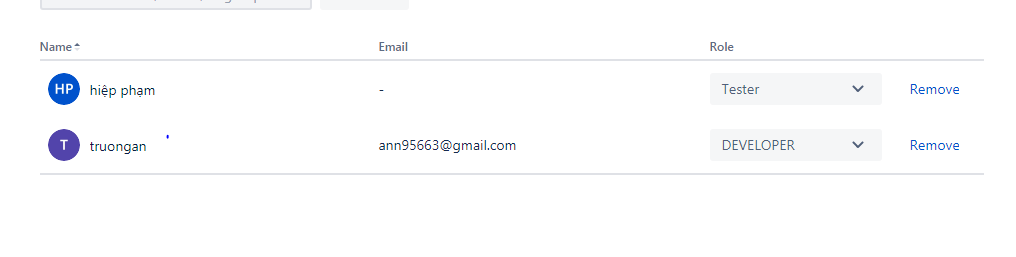 Name Email Role
HP hiệp phạm - Tester Remove
T truongan ann95663@gmail.com DEVELOPER Remove